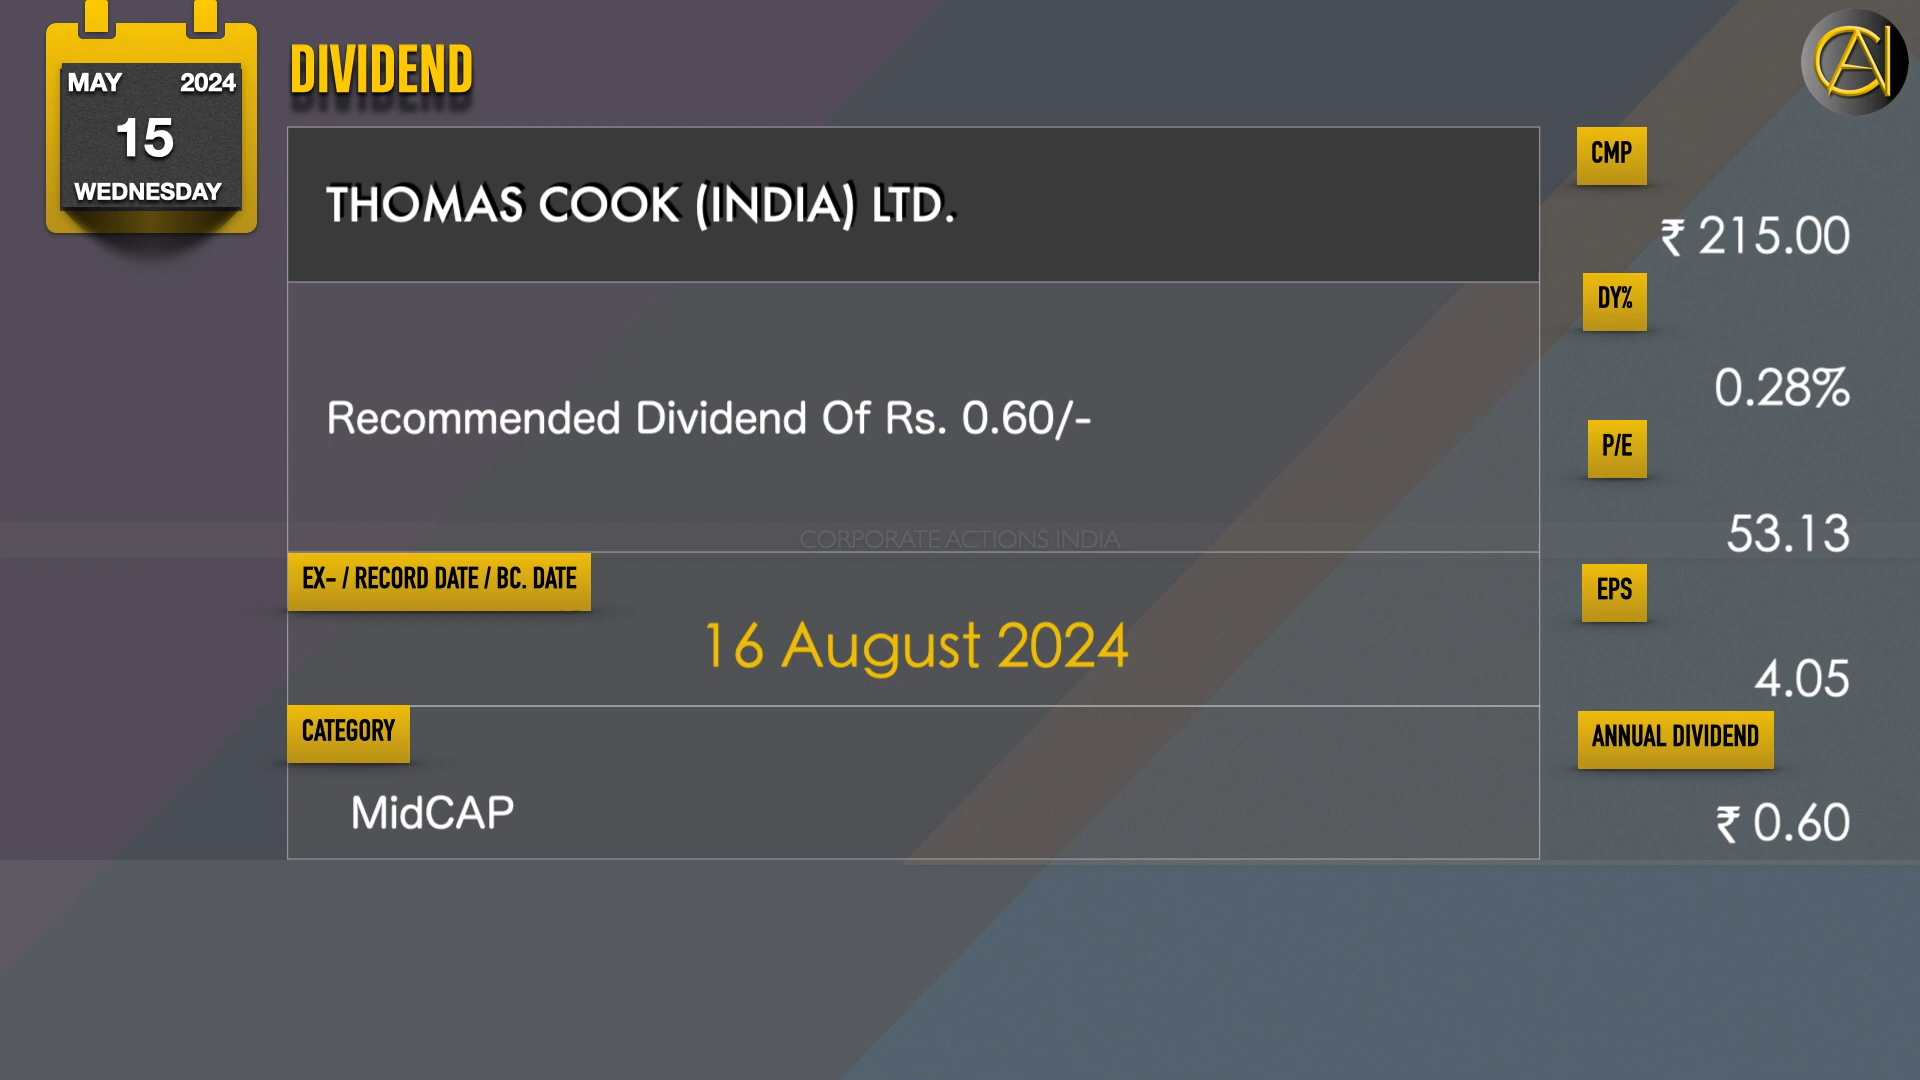 MAY 2024
15
WEDNESDAY
DIVIDEND
THOMAS COOK (INDIA) LTD.
Recommended Dividend Of Rs. 0.60/-
CORPORATE ACTIONS INDIA
EX- / RECORD DATE / BC. DATE
16 August 2024
CATEGORY
MidCAP
CAI
CMP
₹ 215.00
DY%
0.28%
P/E
53.13
EPS
4.05
ANNUAL DIVIDEND
₹ 0.60